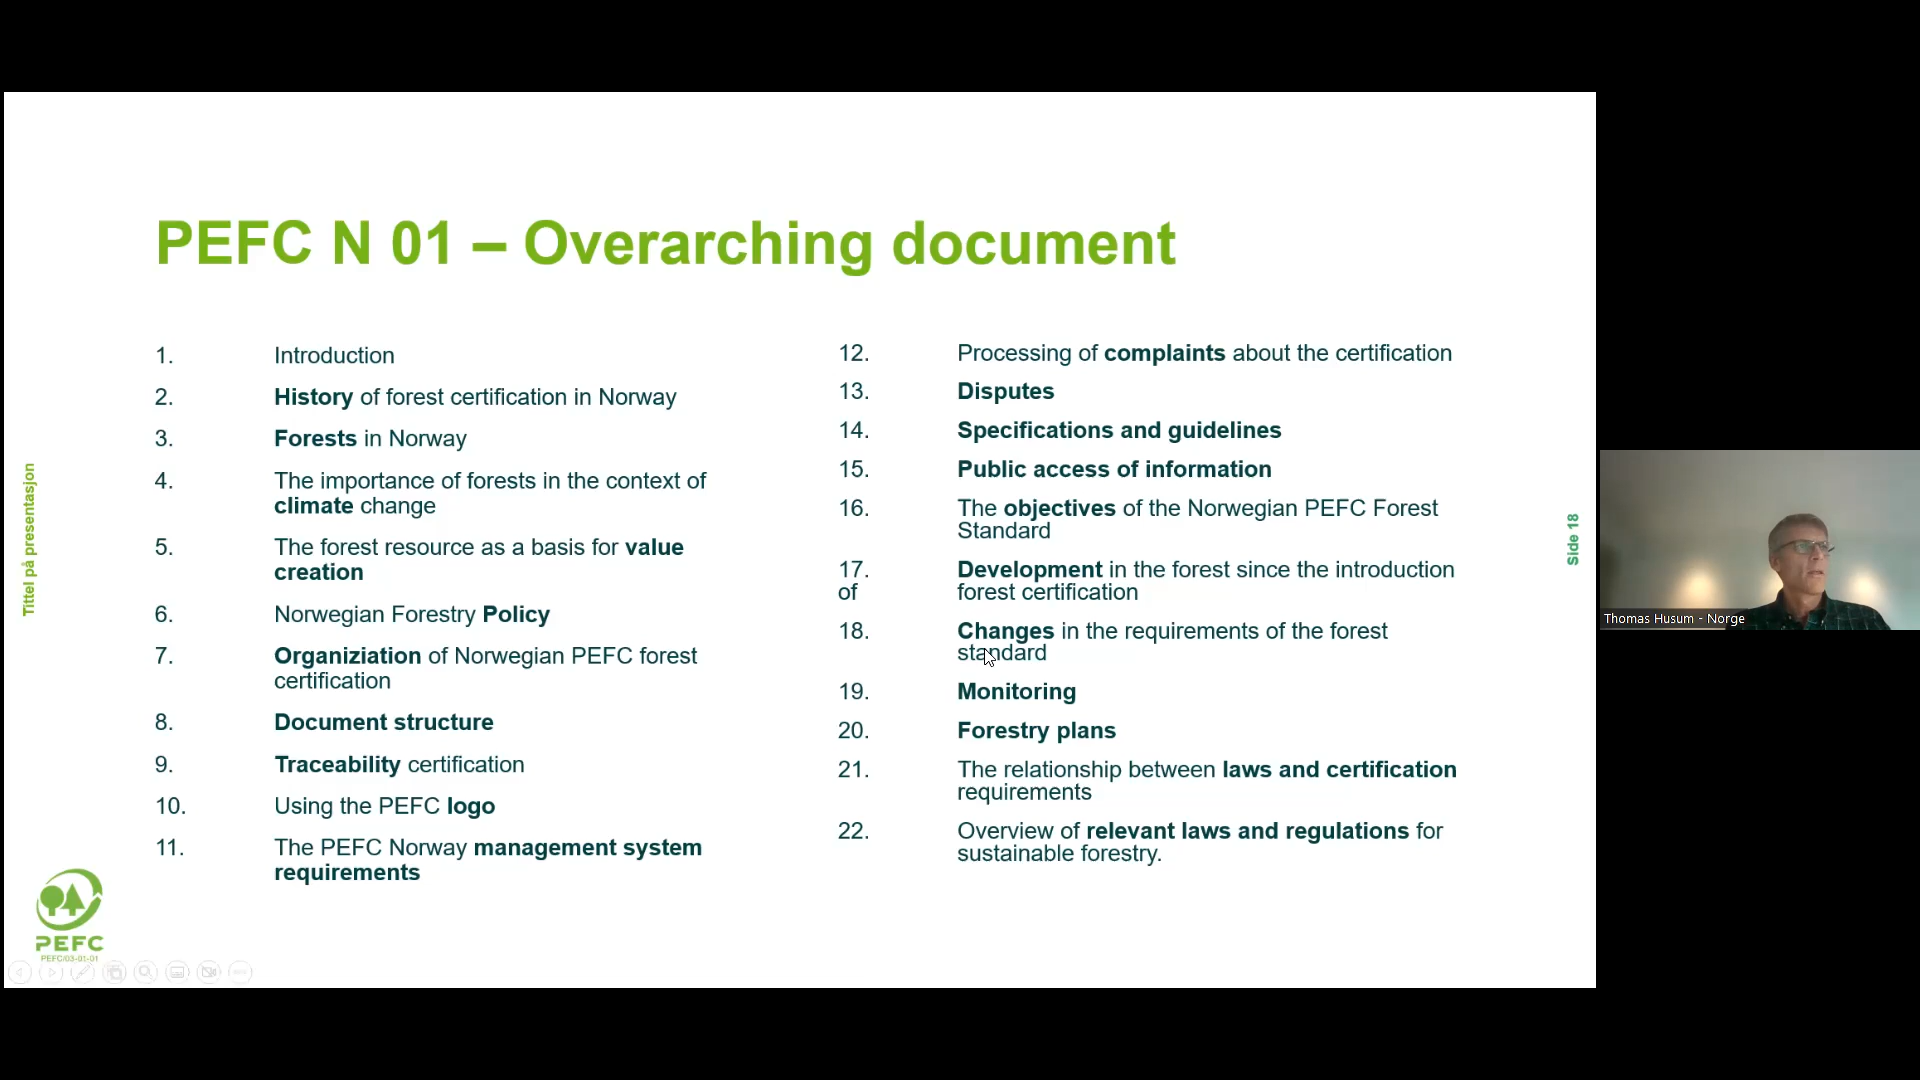 PEFC N 01 – Overarching document
1. Introduction
2. History of forest certification in Norway
3. Forests in Norway
4. The importance of forests in the context of
climate change
5. The forest resource as a basis for value
creation
6. Norwegian Forestry Policy
7. Organiziation of Norwegian PEFC forest
certification
8. Document structure
9. Traceability certification
10. Using the PEFC logo
11. The PEFC Norway management system
requirements
12. Processing of complaints about the certification
13. Disputes
14. Specifications and guidelines
15. Public access of information
16. The objectives of the Norwegian PEFC Forest
Standard
17. Development in the forest since the introduction
of forest certification
18. Changes in the requirements of the forest
standard
19. Monitoring
20. Forestry plans
21. The relationship between laws and certification
requirements
22. Overview of relevant laws and regulations for
sustainable forestry.
Tittel på presentasjon
Side 18
PEFC
PEFC/03-01-01
Thomas Husum - Norge